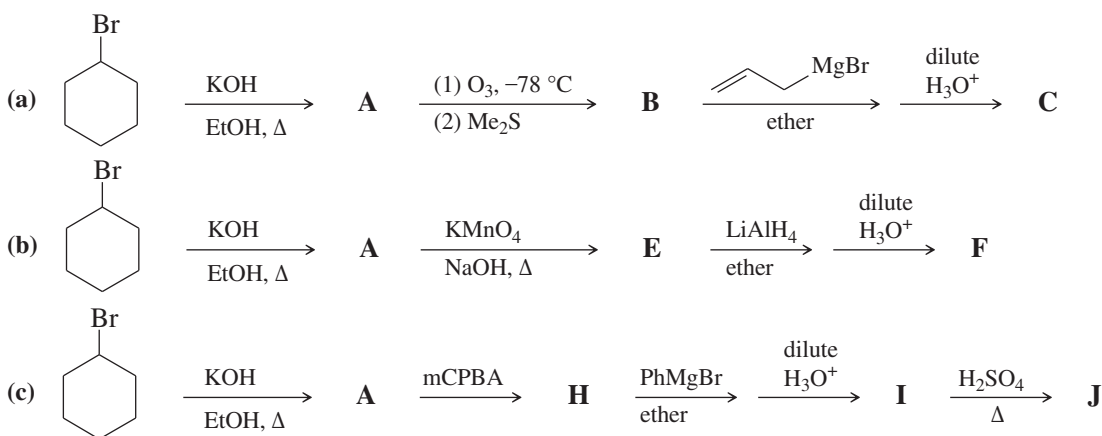 Br
(a) KOH EtOH, Δ A (1) O₃, −78 °C (2) Me₂S B MgBr ether dilute H₃O⁺ C
Br
(b) KOH EtOH, Δ A KMnO₄ NaOH, Δ E LiAlH₄ ether dilute H₃O⁺ F
Br
(c) KOH EtOH, Δ A mCPBA H PhMgBr ether dilute H₃O⁺ I H₂SO₄ Δ J